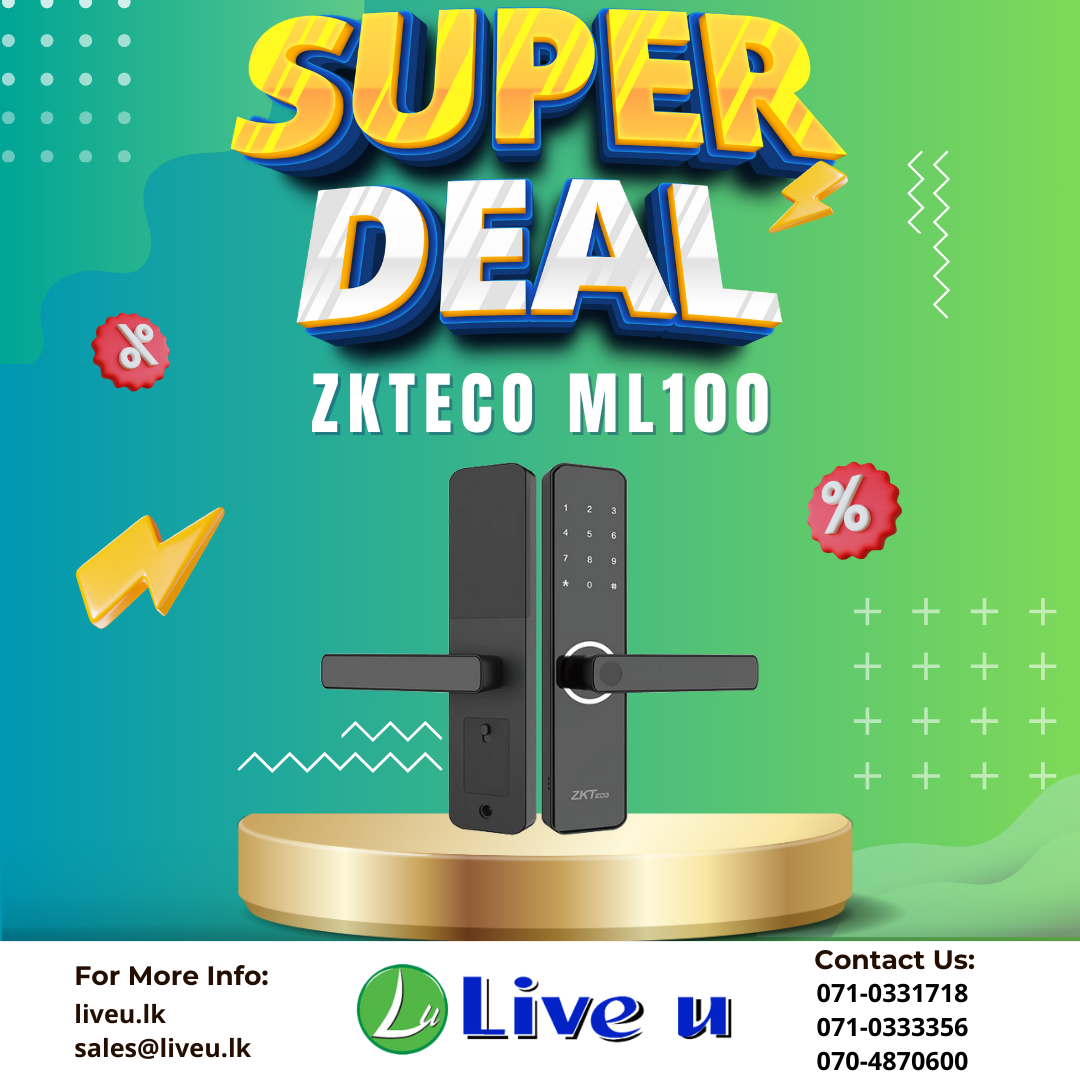 SUPER
DEAL
ZKTECO ML100
%
%
1 2 3
4 5 6
7 8 9
* 0 #
ZKTECO
For More Info:
liveu.lk
sales@liveu.lk
Lu
Live u
Contact Us:
071-0331718
071-0333356
070-4870600